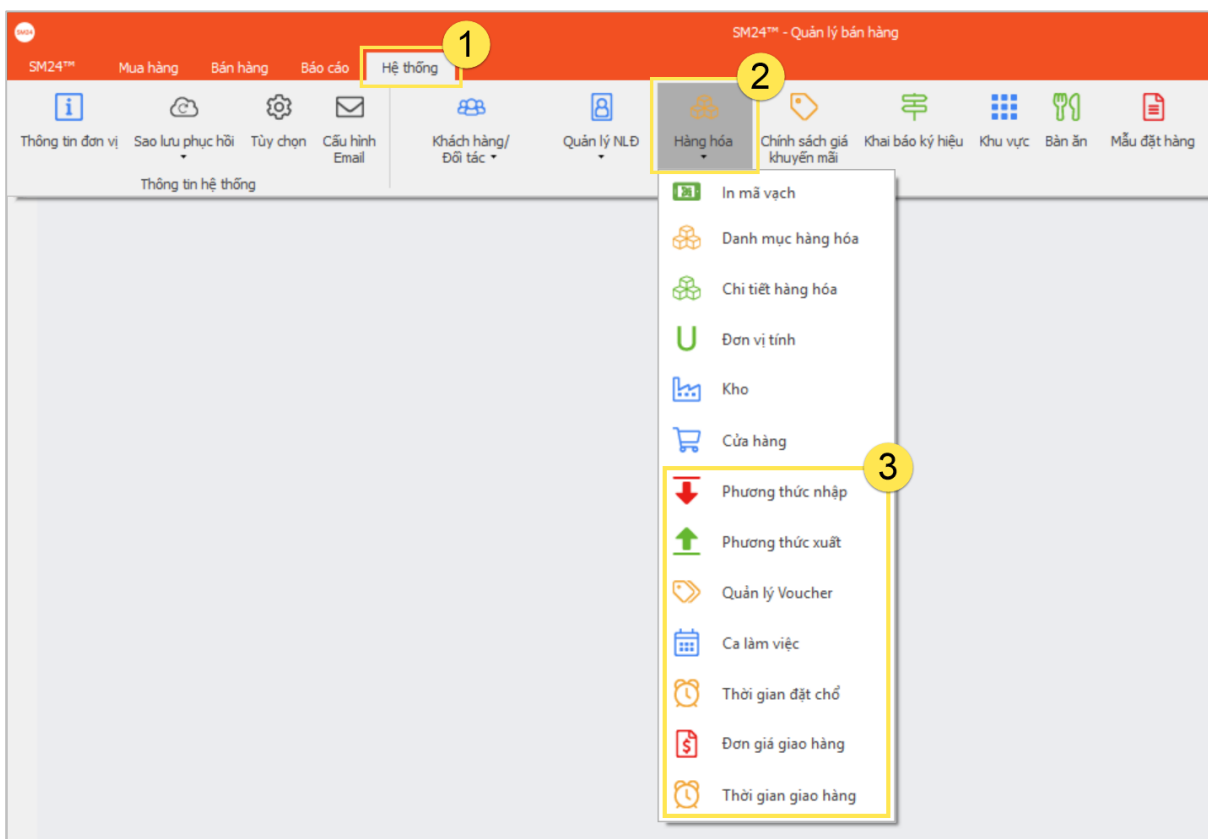 SM24
SM24™ - Quản lý bán hàng
1
SM24™ Mua hàng Bán hàng Báo cáo Hệ thống
2
Thông tin đơn vị
Sao lưu phục hồi
Tùy chọn
Cấu hình
Email
Khách hàng/
Đối tác
Quản lý NLĐ
Hàng hóa
Chính sách giá
khuyến mãi
Khai báo ký hiệu
Khu vực
Bàn ăn
Mẫu đặt hàng
Thông tin hệ thống
In mã vạch
Danh mục hàng hóa
Chi tiết hàng hóa
U Đơn vị tính
Kho
Cửa hàng
3
Phương thức nhập
Phương thức xuất
Quản lý Voucher
Ca làm việc
Thời gian đặt chổ
Đơn giá giao hàng
Thời gian giao hàng